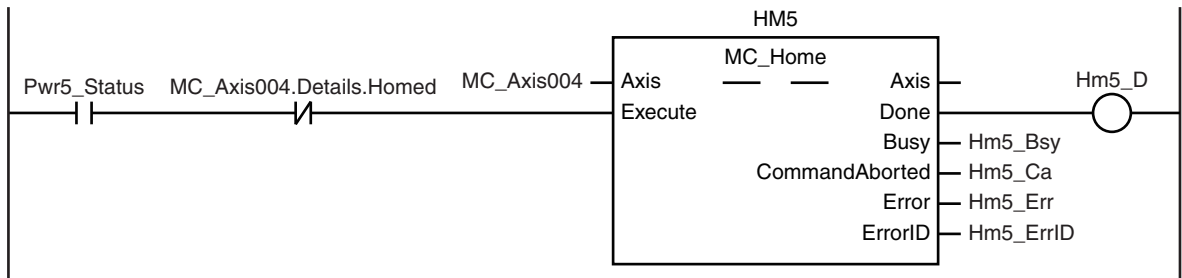 HM5
Pwr5_Status MC_Axis004.Details.Homed MC_Axis004 Axis MC_Home Axis Hm5_D
Execute Done
Busy Hm5_Bsy
CommandAborted Hm5_Ca
Error Hm5_Err
ErrorID Hm5_ErrID